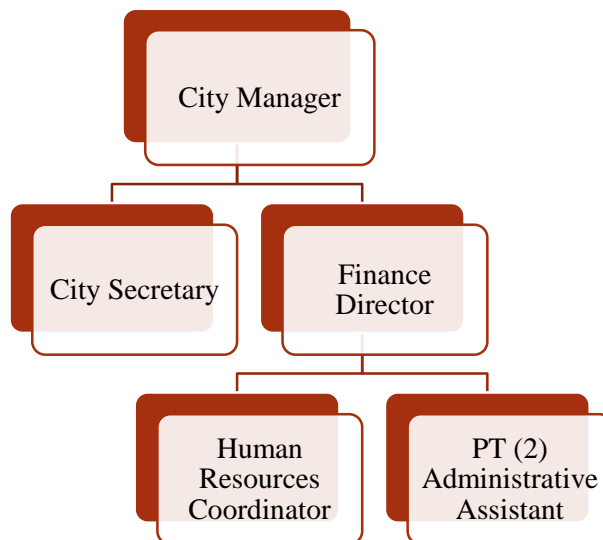 City Manager
City Secretary
Finance
Director
Human
Resources
Coordinator
PT (2)
Administrative
Assistant